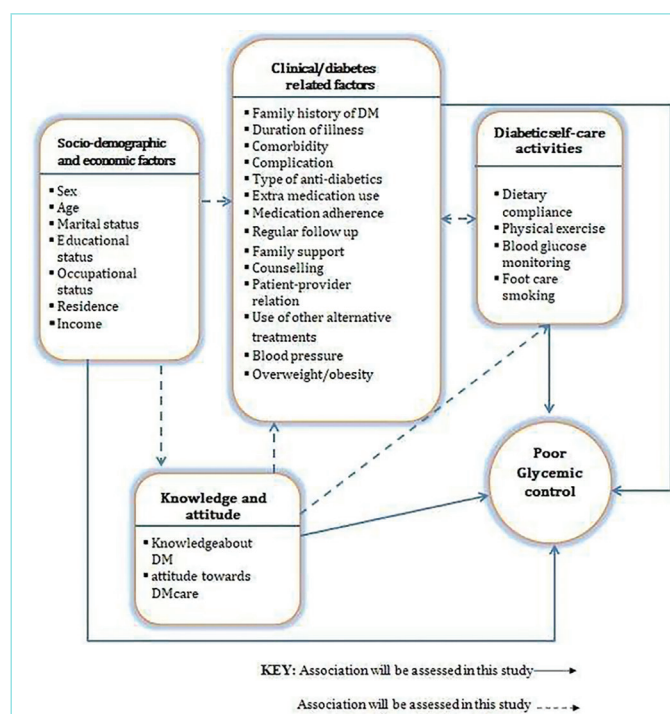 Clinical/diabetes
related factors
▪ Family history of DM
▪ Duration of illness
▪ Comorbidity
▪ Complication
▪ Type of anti-diabetics
▪ Extra medication use
▪ Medication adherence
▪ Regular follow up
▪ Family support
▪ Counselling
▪ Patient-provider
relation
▪ Use of other alternative
treatments
▪ Blood pressure
▪ Overweight/obesity
Socio-demographic
and economic factors
▪ Sex
▪ Age
▪ Marital status
▪ Educational
status
▪ Occupational
status
▪ Residence
▪ Income
Diabeticself-care
activities
▪ Dietary
compliance
▪ Physical exercise
▪ Blood glucose
monitoring
▪ Foot care
smoking
Knowledge and
attitude
▪ Knowledgeabout
DM
▪ attitude towards
DMcare
Poor
Glycemic
control
KEY: Association will be assessed in this study
Association will be assessed in this study